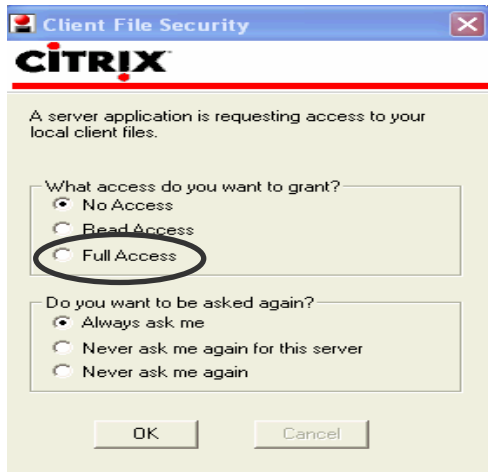 Client File Security
CİTRIX
A server application is requesting access to your
local client files.
What access do you want to grant?
No Access
Read Access
Full Access
Do you want to be asked again?
Always ask me
Never ask me again for this server
Never ask me again
OK Cancel